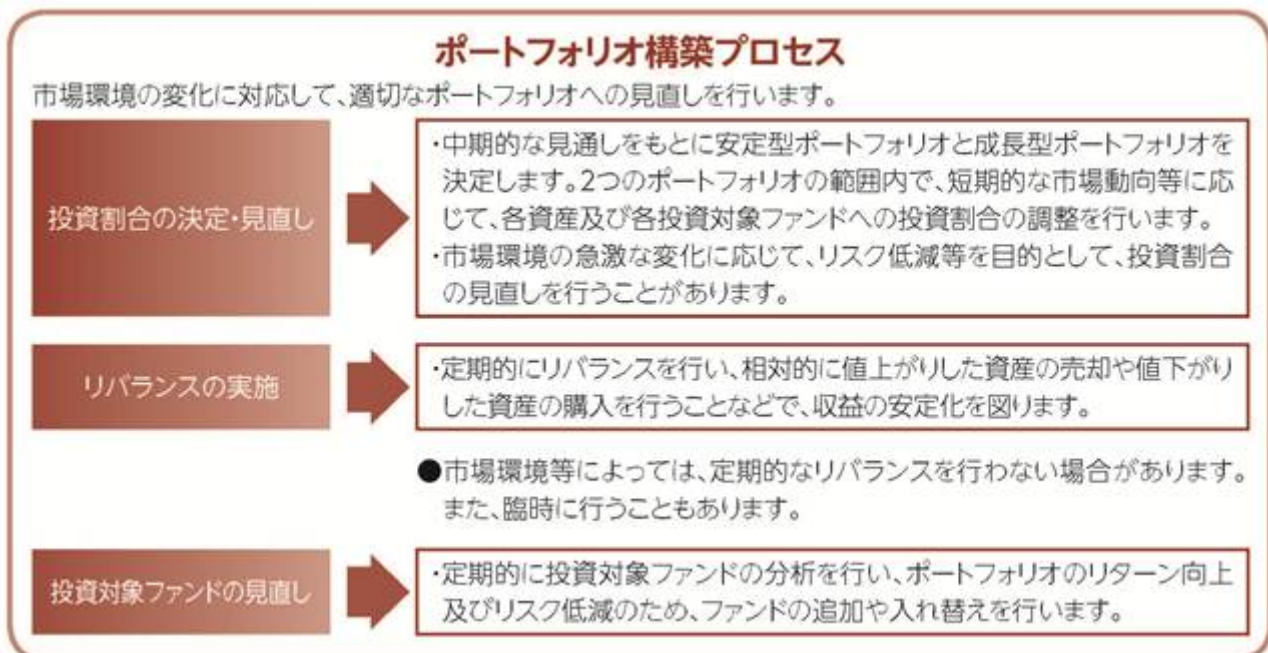 ポートフォリオ構築プロセス
市場環境の変化に対応して、適切なポートフォリオへの見直しを行います。
投資割合の決定・見直し
・中期的な見通しをもとに安定型ポートフォリオと成長型ポートフォリオを
決定します。2つのポートフォリオの範囲内で、短期的な市場動向等に応
じて、各資産及び各投資対象ファンドへの投資割合の調整を行います。
・市場環境の急激な変化に応じて、リスク低減等を目的として、投資割合
の見直しを行うことがあります。
リバランスの実施
・定期的にリバランスを行い、相対的に値上がりした資産の売却や値下がり
した資産の購入を行うことなどで、収益の安定化を図ります。
●市場環境等によっては、定期的なリバランスを行わない場合があります。
また、臨時に行うこともあります。
投資対象ファンドの見直し
・定期的に投資対象ファンドの分析を行い、ポートフォリオのリターン向上
及びリスク低減のため、ファンドの追加や入れ替えを行います。